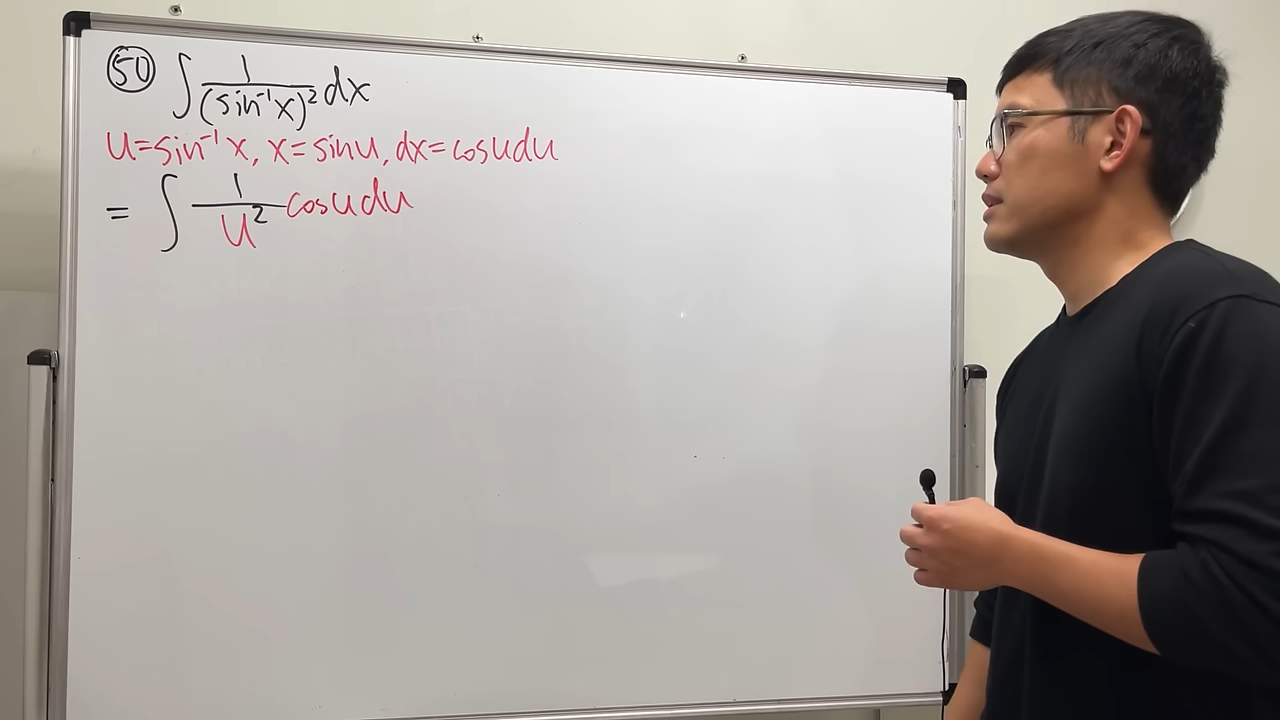 50 ∫ 1/(sin⁻¹x)² dx
u=sin⁻¹x, x=sinu, dx=cosudu
= ∫ 1/u² cosudu